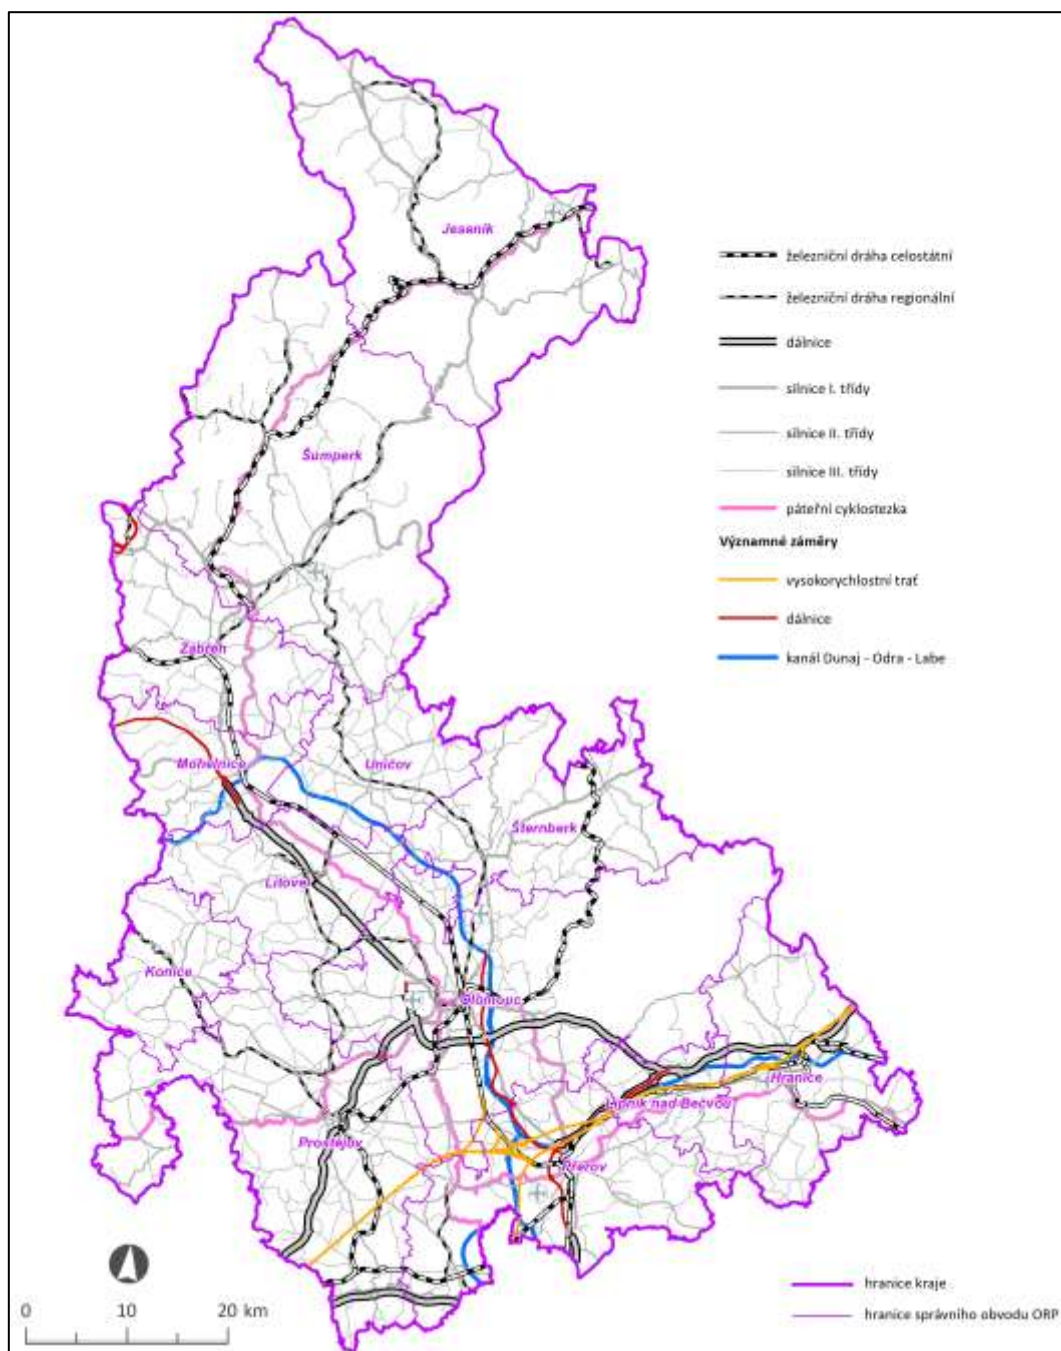 Jeseník
železniční dráha celostátní
železniční dráha regionální
dálnice
silnice I. třídy
silnice II. třídy
silnice III. třídy
páteřní cyklostezka
Významné záměry
vysokorychlostní trať
dálnice
kanál Dunaj - Odra - Labe
Šumperk
Zábřeh
Mohelnice
Uničov
Šternberk
Litovel
Konice
Olomouc
Hranice
Lipník nad Bečvou
Prostějov
Přerov
0 10 20 km
hranice kraje
hranice správního obvodu ORP